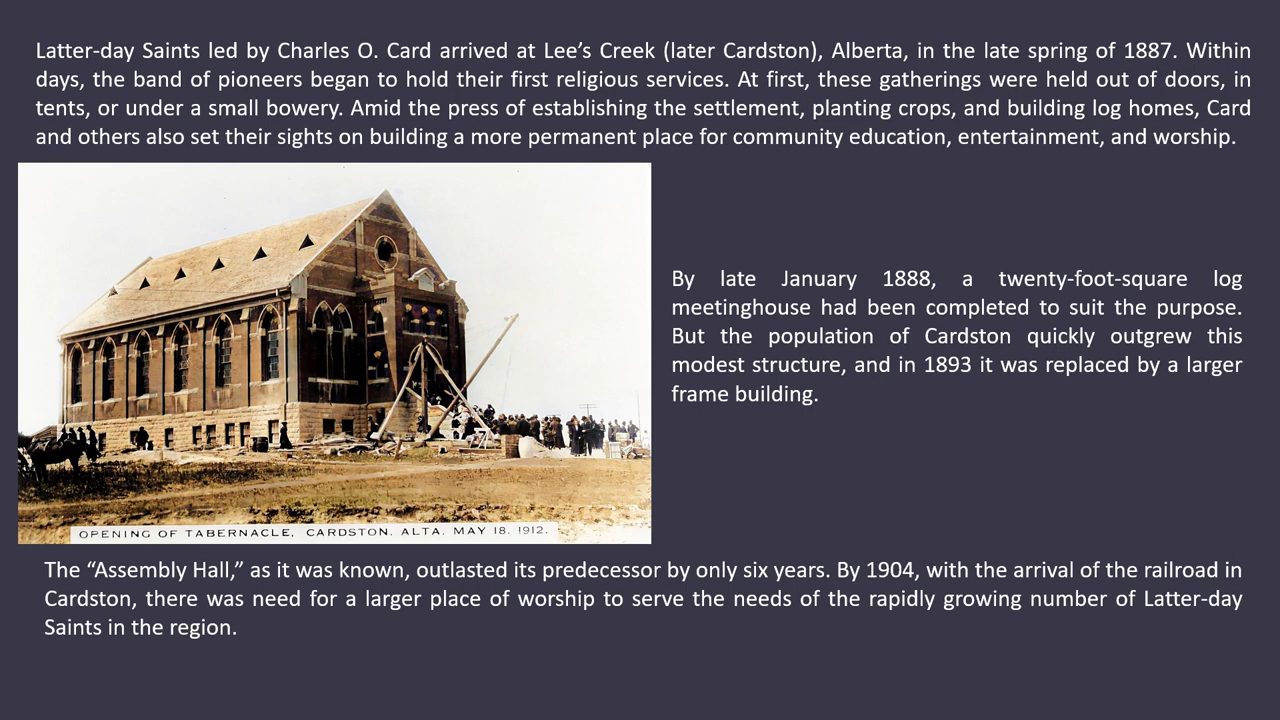 Latter-day Saints led by Charles O. Card arrived at Lee’s Creek (later Cardston), Alberta, in the late spring of 1887. Within
days, the band of pioneers began to hold their first religious services. At first, these gatherings were held out of doors, in
tents, or under a small bowery. Amid the press of establishing the settlement, planting crops, and building log homes, Card
and others also set their sights on building a more permanent place for community education, entertainment, and worship.
By late January 1888, a twenty-foot-square log
meetinghouse had been completed to suit the purpose.
But the population of Cardston quickly outgrew this
modest structure, and in 1893 it was replaced by a larger
frame building.
OPENING OF TABERNACLE, CARDSTON. ALTA. MAY 18. 1912.
The “Assembly Hall,” as it was known, outlasted its predecessor by only six years. By 1904, with the arrival of the railroad in
Cardston, there was need for a larger place of worship to serve the needs of the rapidly growing number of Latter-day
Saints in the region.